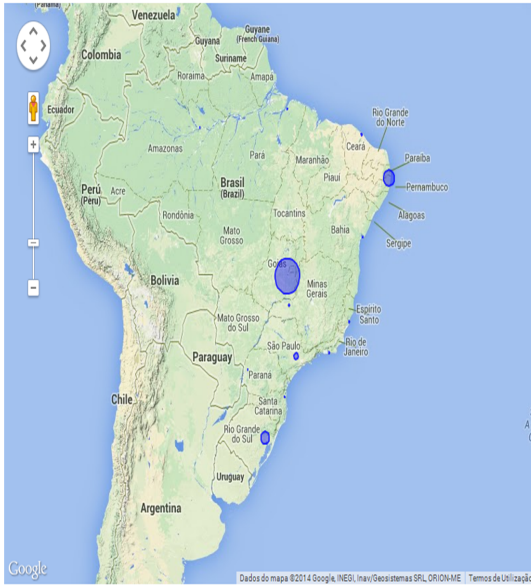 (Panama)
Venezuela
Guyane
(French Guiana)
Guyana
Colombia
Suriname
Roraima
Amapá
Ecuador
Rio Grande
do Norte
+
Amazonas
Pará
Ceará
Maranhão
Paraíba
Piauí
Perú
(Peru)
Acre
Brasil
(Brazil)
Pernambuco
Rondônia
Tocantins
Alagoas
Mato
Grosso
Bahia
Sergipe
Goiás
Bolivia
Minas
Gerais
Mato Grosso
do Sul
Espírito
Santo
São Paulo
Rio de
Janeiro
Paraguay
Paraná
Chile
Santa
Catarina
Rio Grande
do Sul
Uruguay
Argentina
Google
Dados do mapa ©2014 Google, INEGI, Inav/Geosistemas SRL, ORION-ME
Termos de Utilizaçã